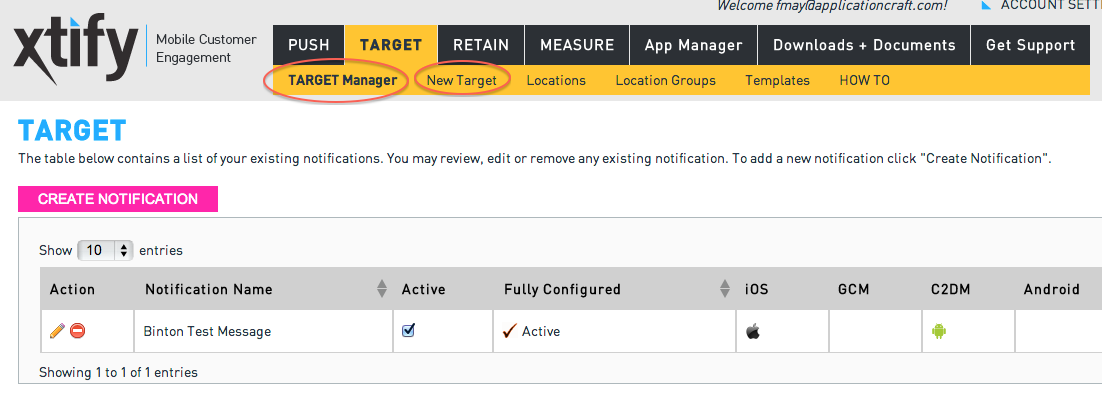 Welcome fmay@applicationcraft.com! ACCOUNT SETT
xtify Mobile Customer Engagement
PUSH TARGET RETAIN MEASURE App Manager Downloads + Documents Get Support
TARGET Manager New Target Locations Location Groups Templates HOW TO
TARGET
The table below contains a list of your existing notifications. You may review, edit or remove any existing notification. To add a new notification click "Create Notification".
CREATE NOTIFICATION
Show 10 entries
Action Notification Name Active Fully Configured iOS GCM C2DM Android
Binton Test Message Active
Showing 1 to 1 of 1 entries